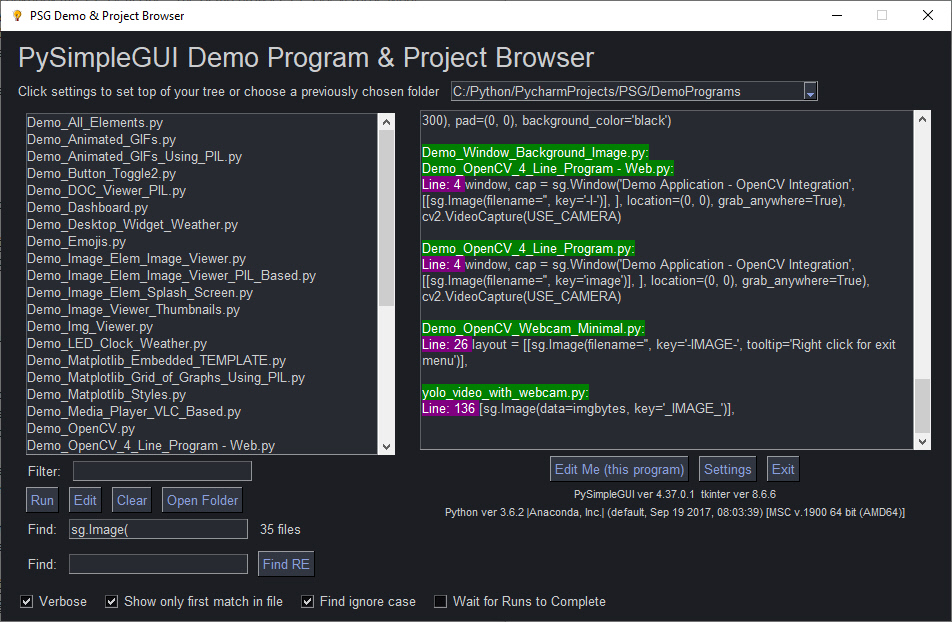 PSG Demo & Project Browser
PySimpleGUI Demo Program & Project Browser
Click settings to set top of your tree or choose a previously chosen folder
C:/Python/PycharmProjects/PSG/DemoPrograms
Demo_All_Elements.py
Demo_Animated_GIFs.py
Demo_Animated_GIFs_Using_PIL.py
Demo_Button_Toggle2.py
Demo_DOC_Viewer_PIL.py
Demo_Dashboard.py
Demo_Desktop_Widget_Weather.py
Demo_Emojis.py
Demo_Image_Elem_Image_Viewer.py
Demo_Image_Elem_Image_Viewer_PIL_Based.py
Demo_Image_Elem_Splash_Screen.py
Demo_Image_Viewer_Thumbnails.py
Demo_Img_Viewer.py
Demo_LED_Clock_Weather.py
Demo_Matplotlib_Embedded_TEMPLATE.py
Demo_Matplotlib_Grid_of_Graphs_Using_PIL.py
Demo_Matplotlib_Styles.py
Demo_Media_Player_VLC_Based.py
Demo_OpenCV.py
Demo_OpenCV_4_Line_Program - Web.py
300), pad=(0, 0), background_color='black')
Demo_Window_Background_Image.py:
Demo_OpenCV_4_Line_Program - Web.py:
Line: 4 window, cap = sg.Window('Demo Application - OpenCV Integration',
[[sg.Image(filename='', key='-I-')], ], location=(0, 0), grab_anywhere=True),
cv2.VideoCapture(USE_CAMERA)
Demo_OpenCV_4_Line_Program.py:
Line: 4 window, cap = sg.Window('Demo Application - OpenCV Integration',
[[sg.Image(filename='', key='image')], ], location=(0, 0), grab_anywhere=True),
cv2.VideoCapture(USE_CAMERA)
Demo_OpenCV_Webcam_Minimal.py:
Line: 26 layout = [[sg.Image(filename='', key='-IMAGE-', tooltip='Right click for exit
menu')],
yolo_video_with_webcam.py:
Line: 136 [sg.Image(data=imgbytes, key='_IMAGE_')],
Filter:
Run Edit Clear Open Folder
Find: sg.Image( 35 files
Find: Find RE
Edit Me (this program) Settings Exit
PySimpleGUI ver 4.37.0.1 tkinter ver 8.6.6
Python ver 3.6.2 |Anaconda, Inc.| (default, Sep 19 2017, 08:03:39) [MSC v.1900 64 bit (AMD64)]
Verbose Show only first match in file Find ignore case Wait for Runs to Complete